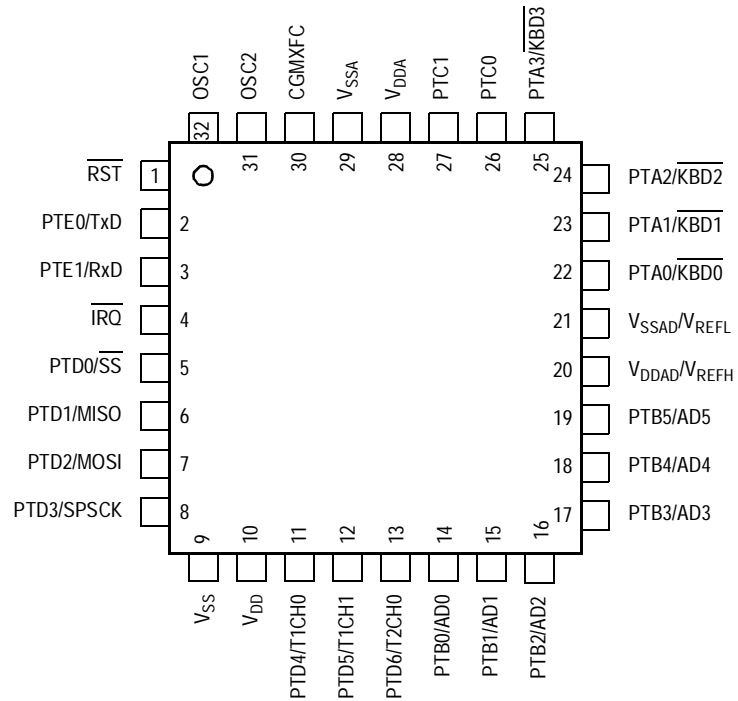 OSC1
OSC2
CGMXFC
VSSA
VDDA
PTC1
PTC0
PTA3/KBD3
32
31
30
29
28
27
26
25
RST 1
PTE0/TxD 2
PTE1/RxD 3
IRQ 4
PTD0/SS 5
PTD1/MISO 6
PTD2/MOSI 7
PTD3/SPSCK 8
24 PTA2/KBD2
23 PTA1/KBD1
22 PTA0/KBD0
21 VSSAD/VREFL
20 VDDAD/VREFH
19 PTB5/AD5
18 PTB4/AD4
17 PTB3/AD3
9
10
11
12
13
14
15
16
VSS
VDD
PTD4/T1CH0
PTD5/T1CH1
PTD6/T2CH0
PTB0/AD0
PTB1/AD1
PTB2/AD2